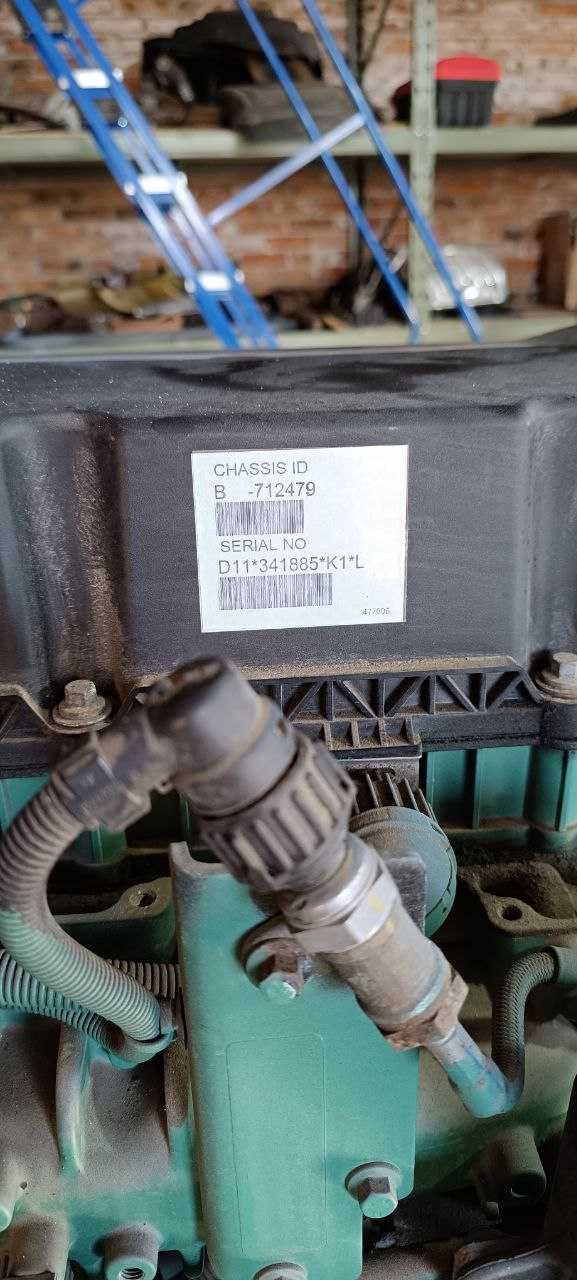 CHASSIS ID
B -712479
SERIAL NO
D11*341885*K1*L